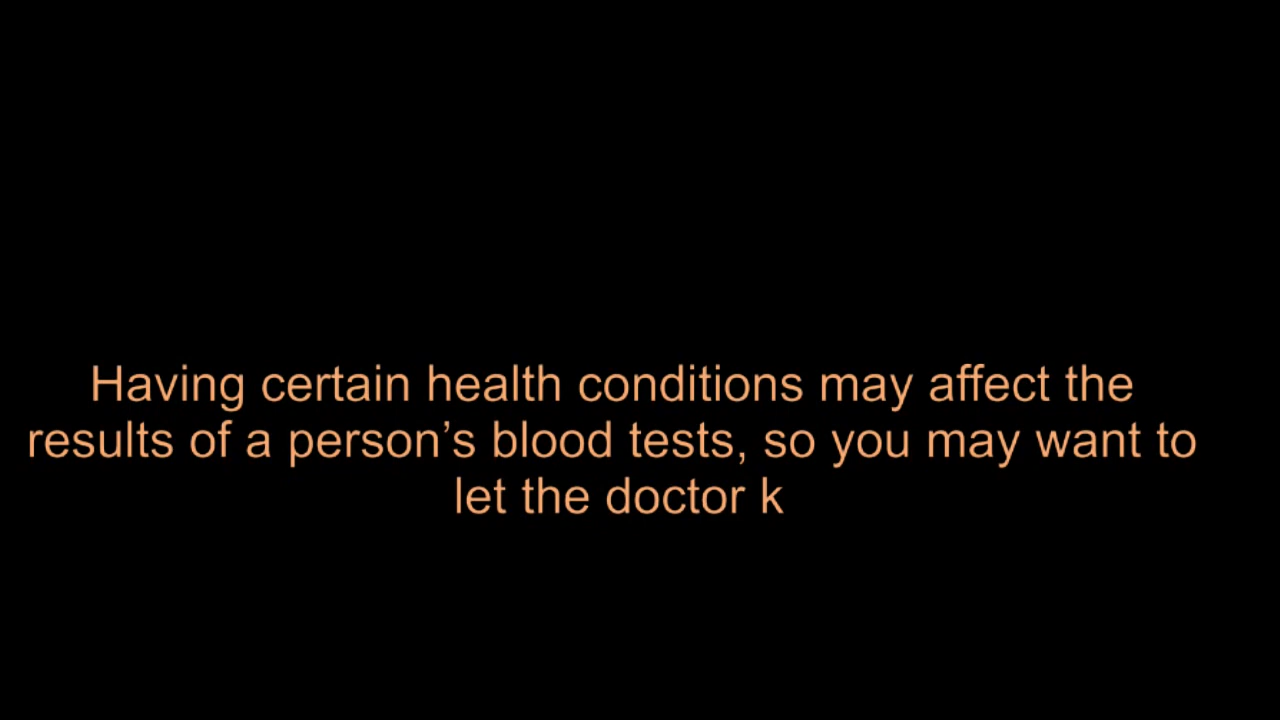 Having certain health conditions may affect the
results of a person’s blood tests, so you may want to
let the doctor k